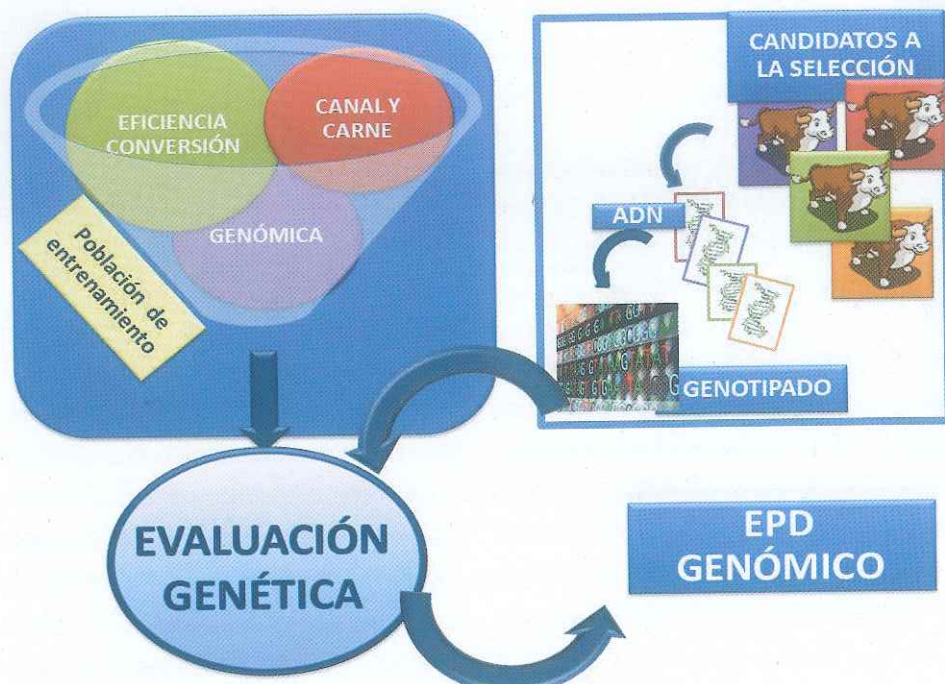 EFICIENCIA
CONVERSIÓN
CANAL Y
CARNE
GENÓMICA
Población de
entrenamiento
CANDIDATOS A
LA SELECCIÓN
ADN
GENOTIPADO
EVALUACIÓN
GENÉTICA
EPD
GENÓMICO